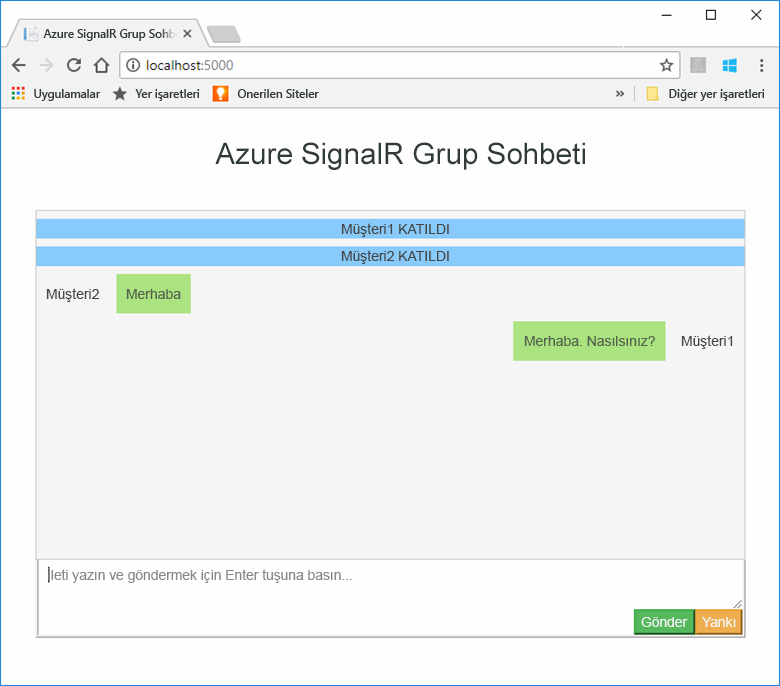 Azure SignalR Grup Sohb
localhost:5000
Uygulamalar Yer işaretleri Onerilen Siteler » Diğer yer işaretleri
Azure SignalR Grup Sohbeti
Müşteri1 KATILDI
Müşteri2 KATILDI
Müşteri2 Merhaba
Merhaba. Nasılsınız? Müşteri1
İleti yazın ve göndermek için Enter tuşuna basın...
Gönder Yankı